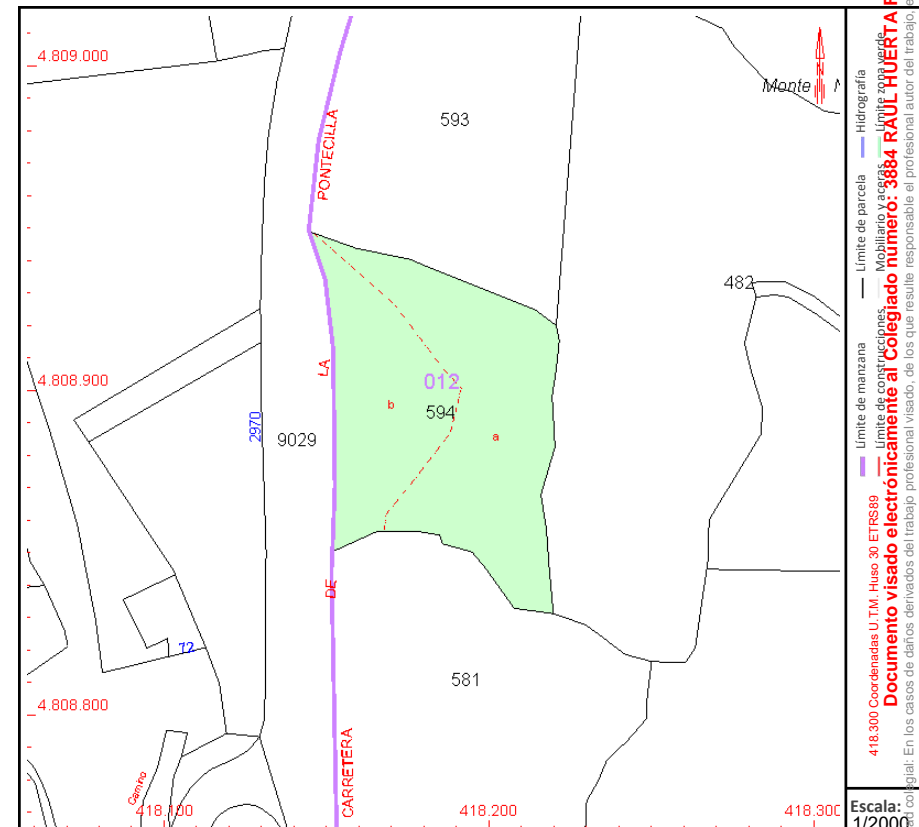 4.809.000
593
Monte
PONTECILLA
482
LA
4.808.900
012
b
594
a
2970
9029
DE
72
581
4.808.800
CARRETERA
Camino
418.100
418.200
418.300
Hidrografía
Límite zona verde
Límite de parcela
Mobiliario y aceras
Límite de manzana
Límite de construcciones
418.300 Coordenadas U.T.M. Huso 30 ETRS89
Documento visado electrónicamente al Colegiado numero: 3884 RAUL HUERTA
colegial: En los casos de daños derivados del trabajo profesional visado, de los que resulte responsable el profesional autor del trabajo,
Escala:
1/2000